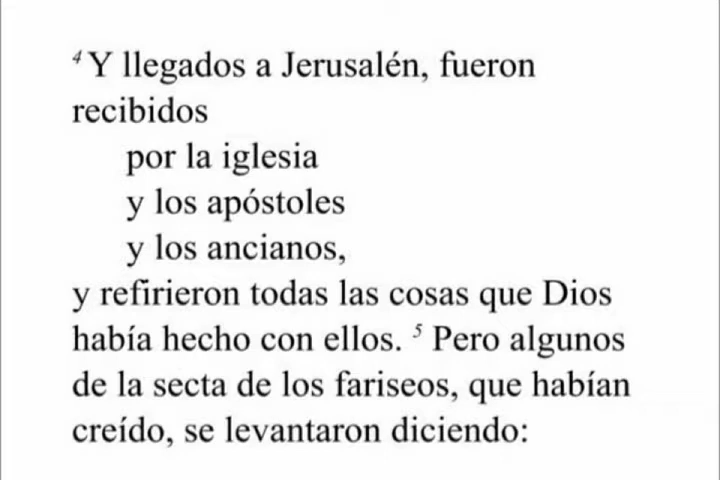 ⁴ Y llegados a Jerusalén, fueron
recibidos
por la iglesia
y los apóstoles
y los ancianos,
y refirieron todas las cosas que Dios
había hecho con ellos. ⁵ Pero algunos
de la secta de los fariseos, que habían
creído, se levantaron diciendo: